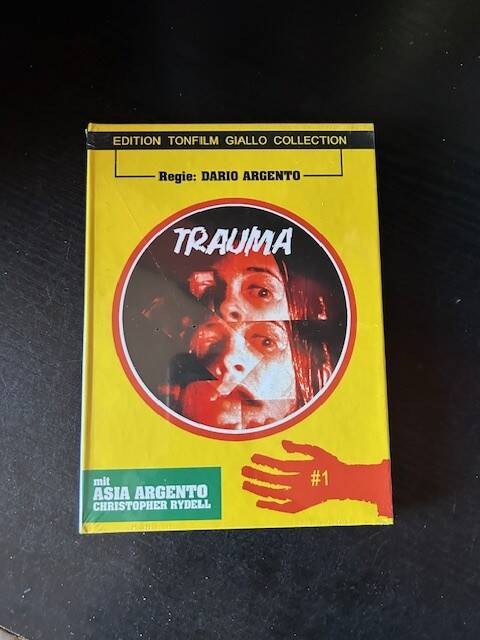 EDITION TONFILM GIALLO COLLECTION
Regie: DARIO ARGENTO
TRAUMA
#1
mit
ASIA ARGENTO
CHRISTOPHER RYDELL